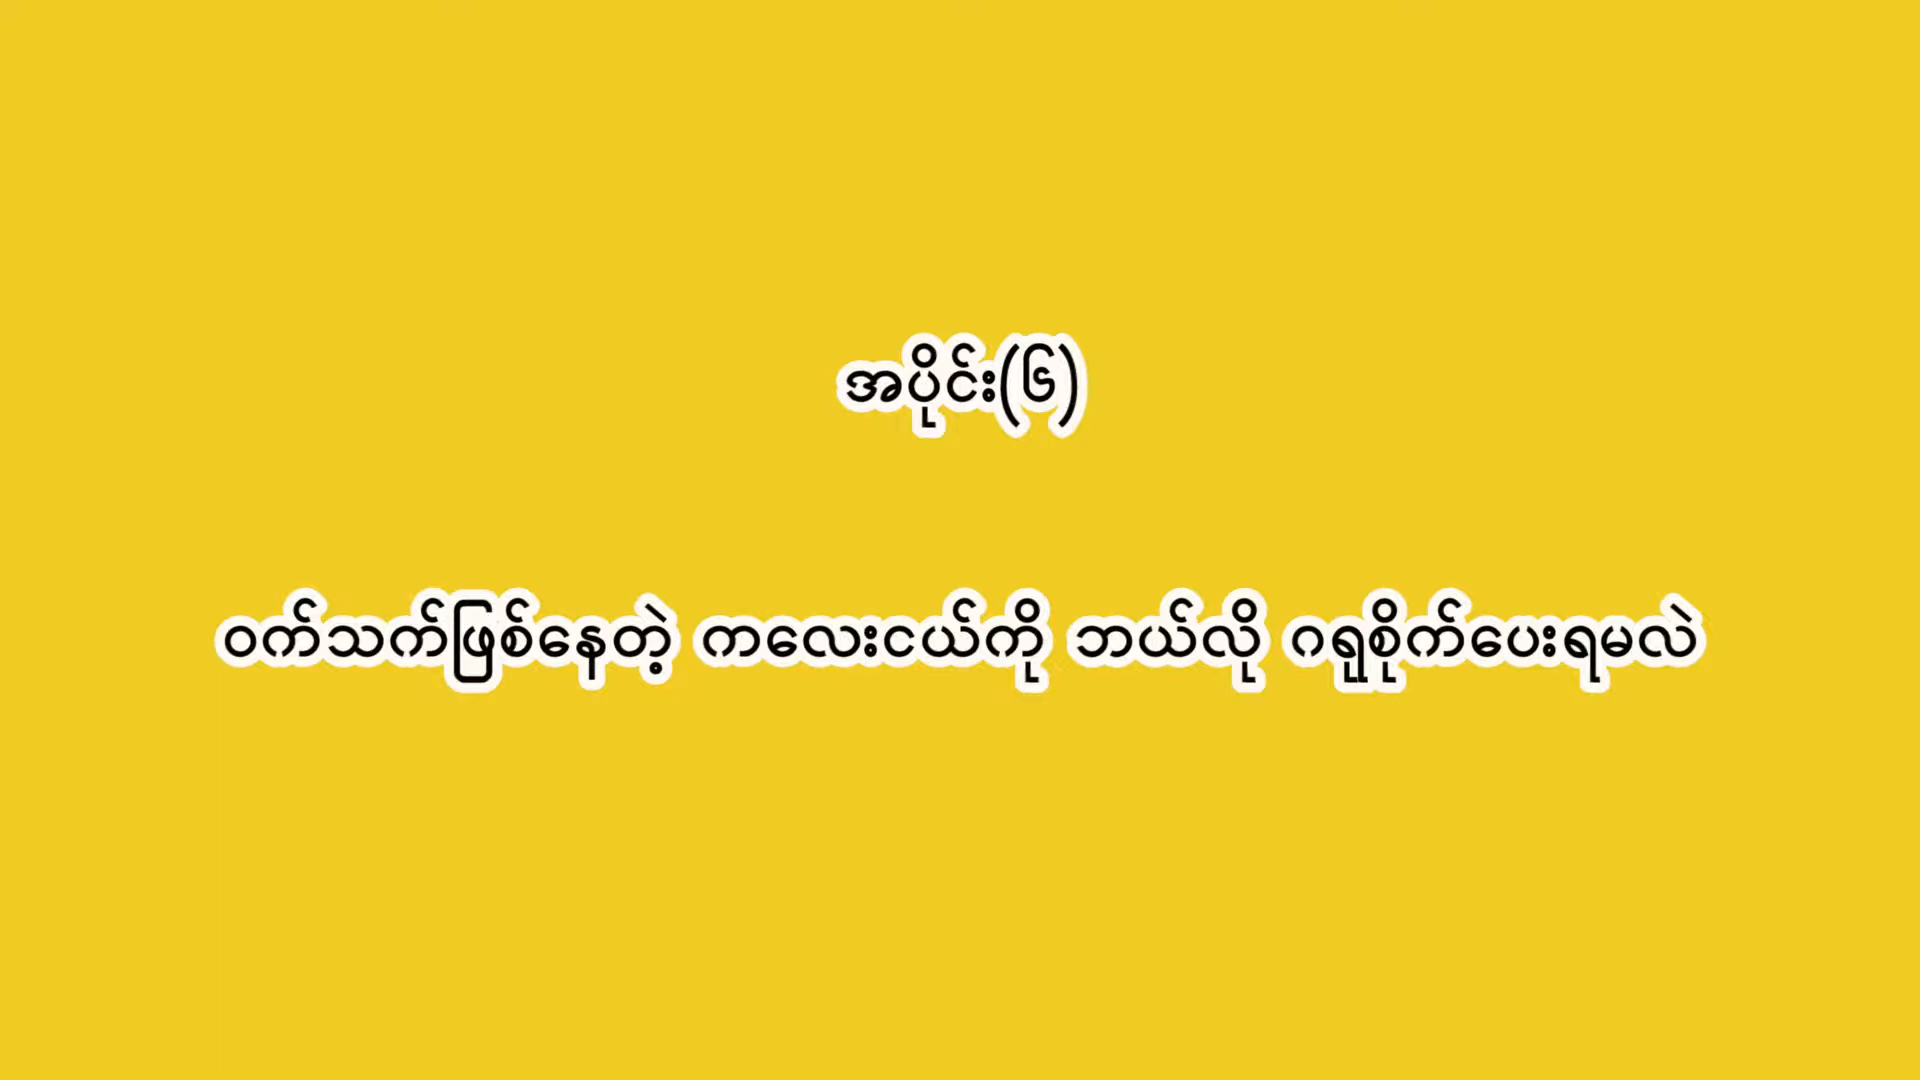 အပိုင်း(၆)
ဝက်သက်ဖြစ်နေတဲ့ ကလေးငယ်ကို ဘယ်လို ဂရုစိုက်ပေးရမလဲ